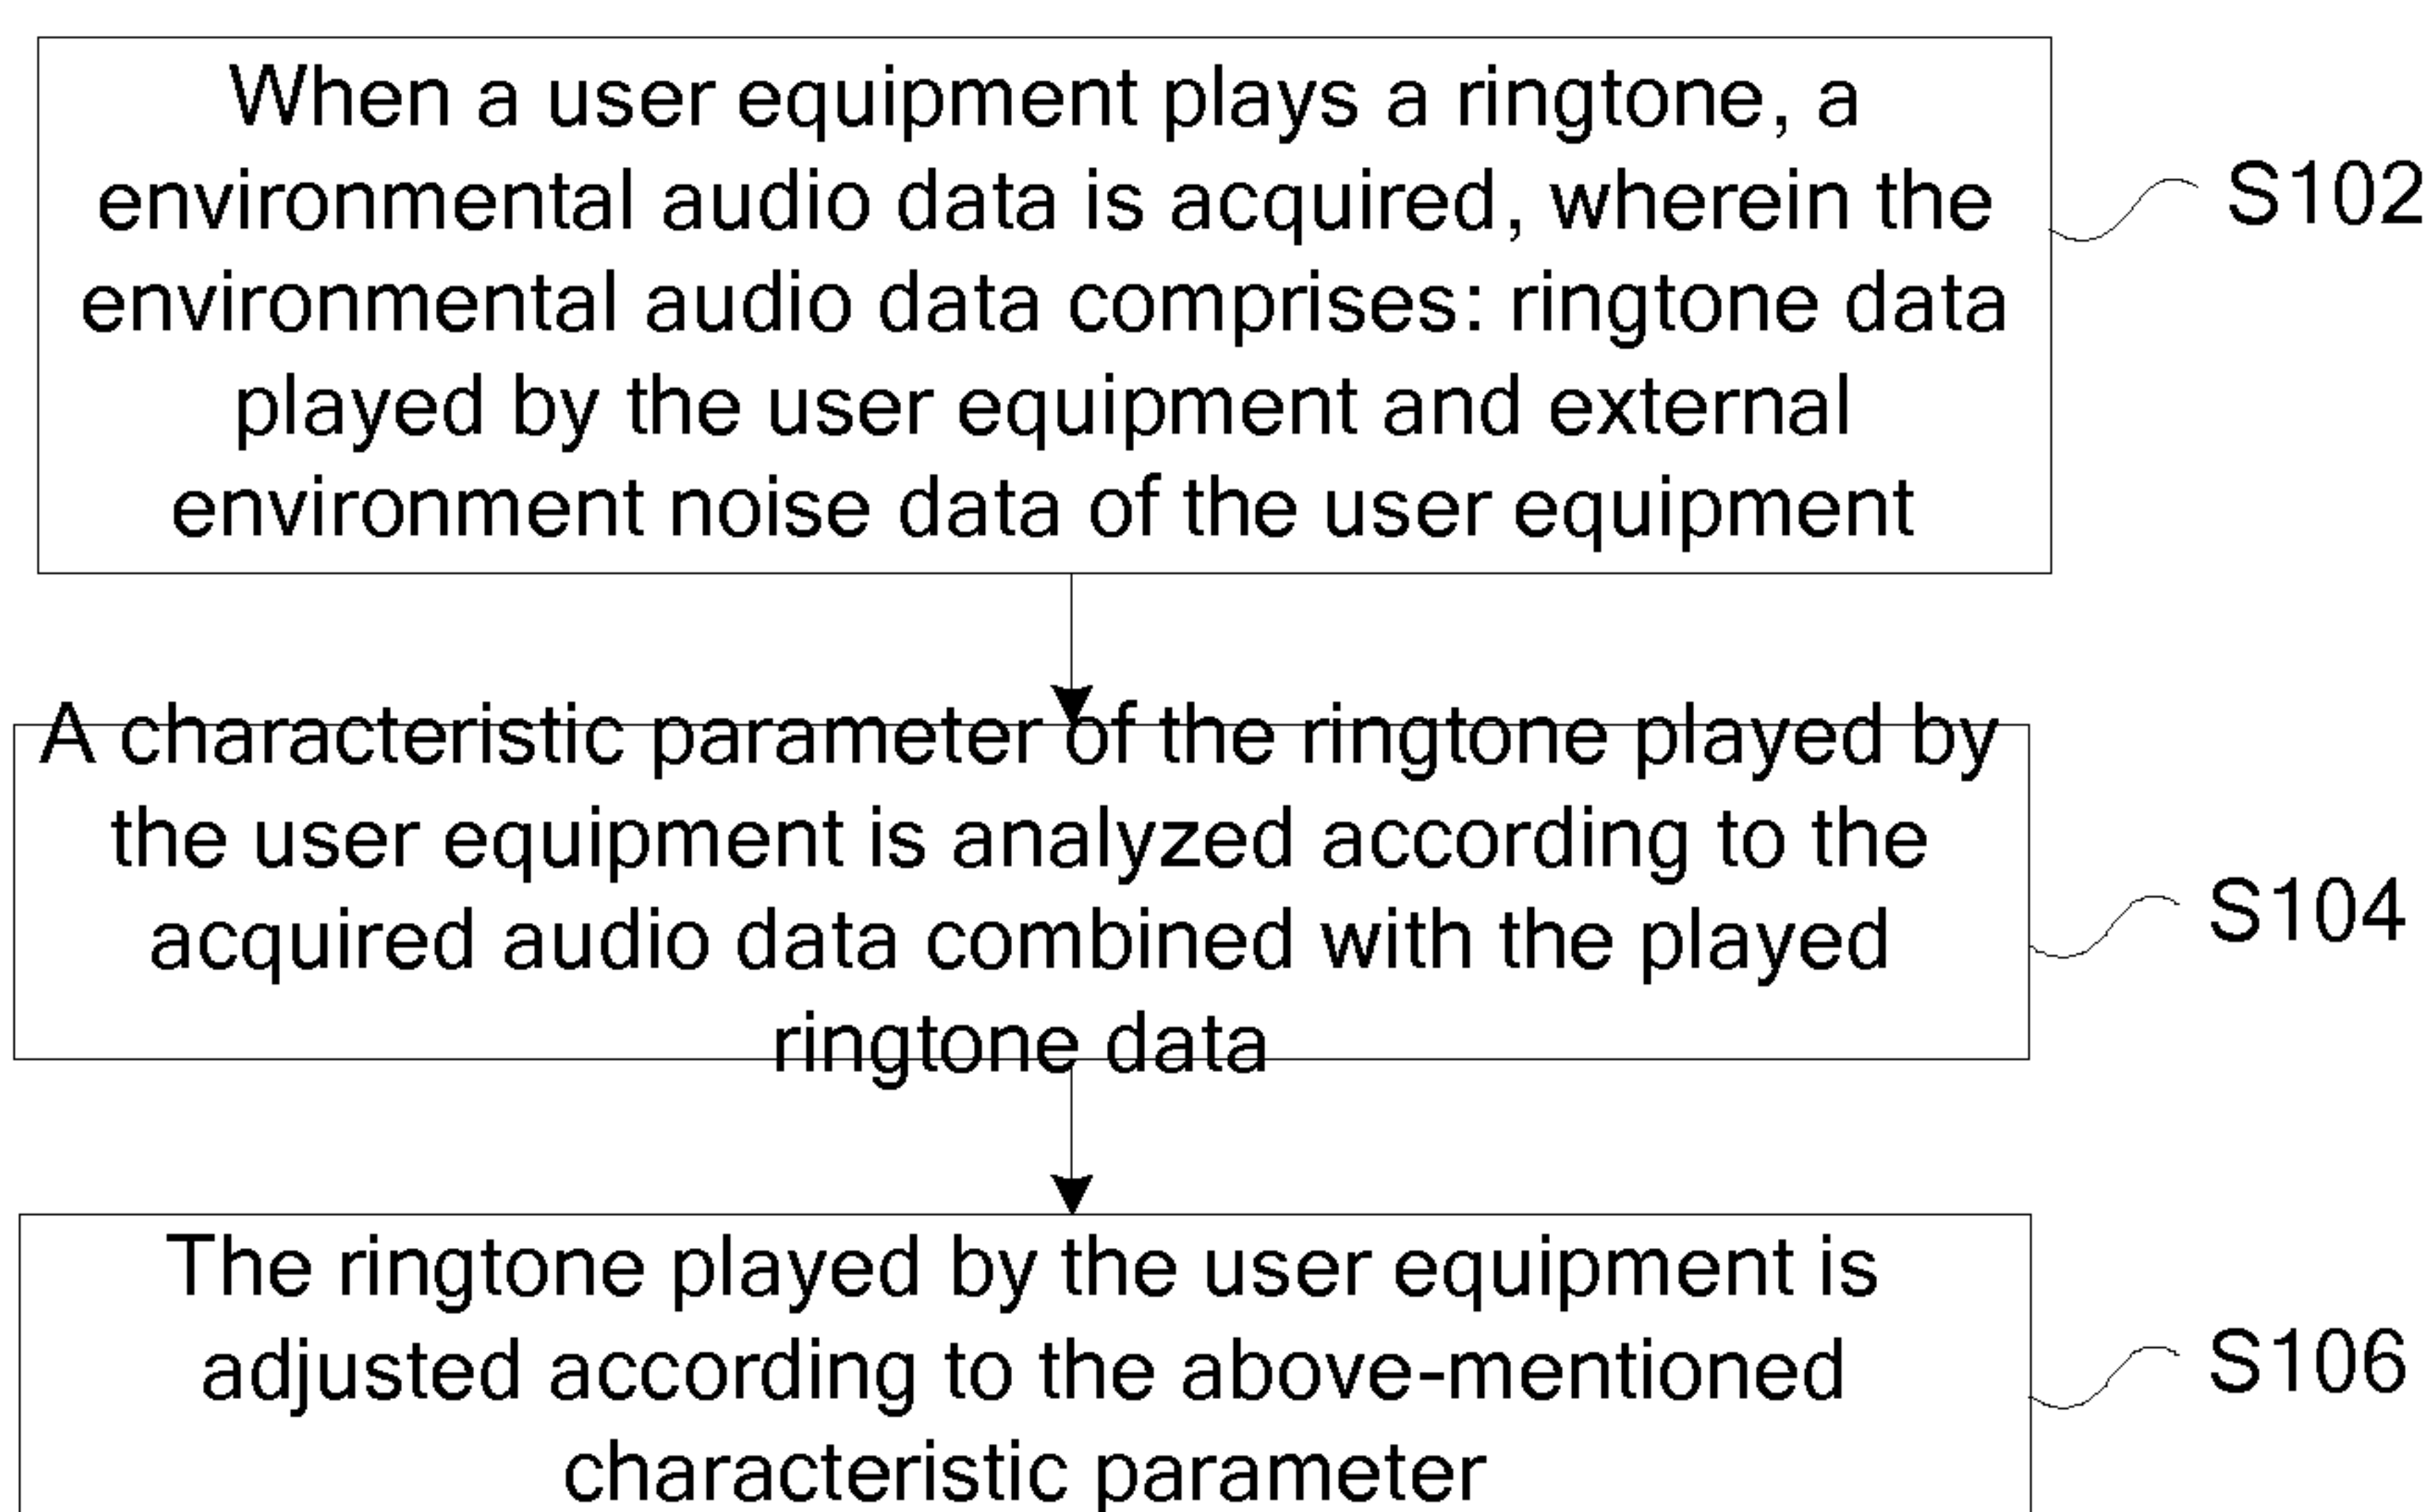 When a user equipment plays a ringtone, a
environmental audio data is acquired, wherein the
environmental audio data comprises: ringtone data
played by the user equipment and external
environment noise data of the user equipment
S102
A characteristic parameter of the ringtone played by
the user equipment is analyzed according to the
acquired audio data combined with the played
ringtone data
S104
The ringtone played by the user equipment is
adjusted according to the above-mentioned
characteristic parameter
S106